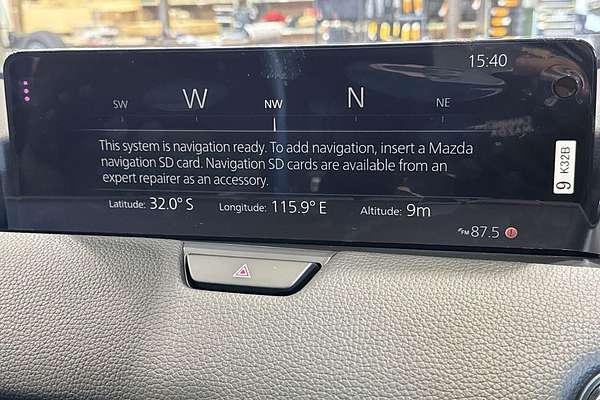 15:40
SW W NW N NE
This system is navigation ready. To add navigation, insert a Mazda
navigation SD card. Navigation SD cards are available from an
expert repairer as an accessory.
Latitude: 32.0° S Longitude: 115.9° E Altitude: 9m
FM 87.5
9 K32B